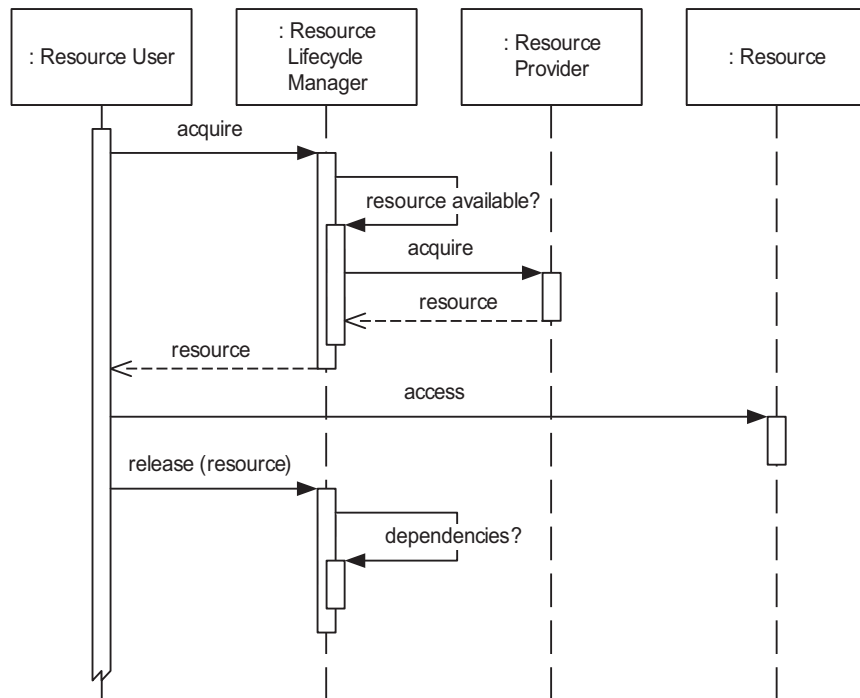 : Resource User
: Resource
Lifecycle
Manager
: Resource
Provider
: Resource
acquire
resource available?
acquire
resource
resource
access
release (resource)
dependencies?